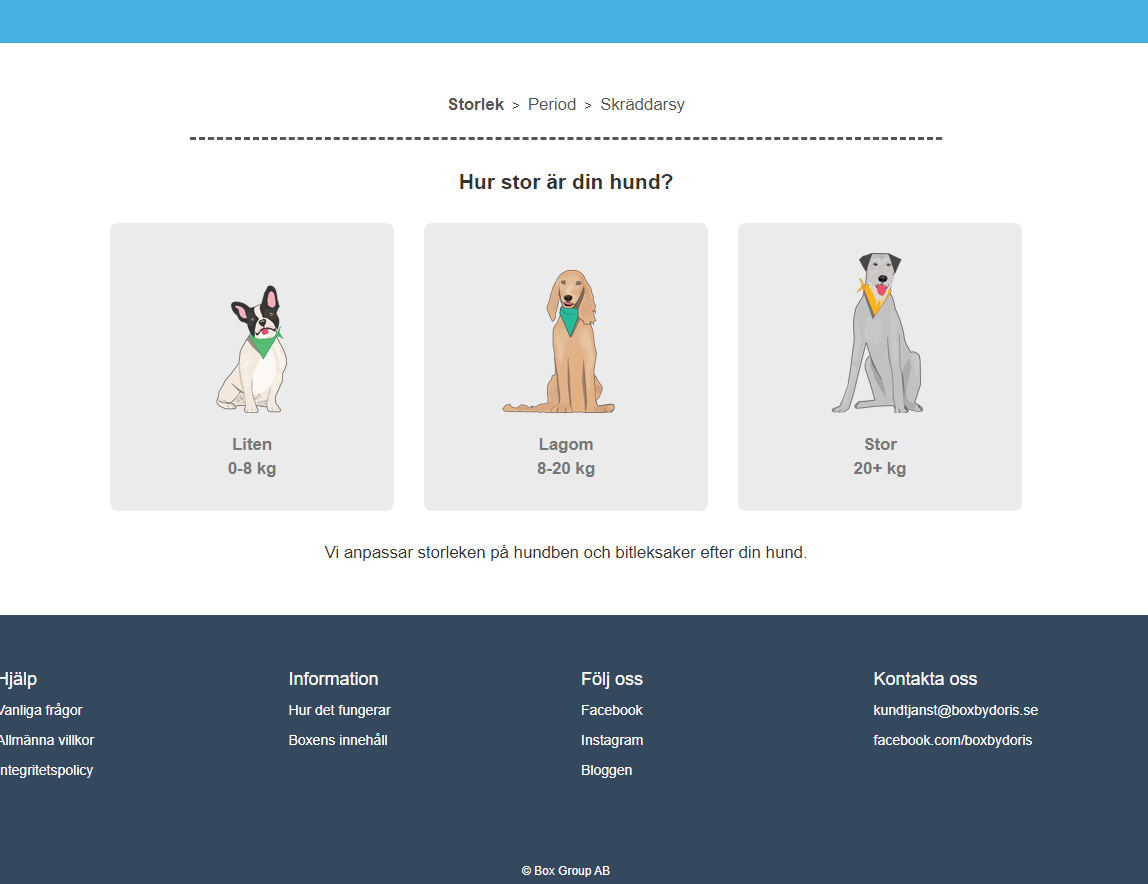 Storlek > Period > Skräddarsy
Hur stor är din hund?
Liten
0-8 kg
Lagom
8-20 kg
Stor
20+ kg
Vi anpassar storleken på hundben och bitleksaker efter din hund.
Hjälp
Vanliga frågor
Allmänna villkor
Integritetspolicy
Information
Hur det fungerar
Boxens innehåll
Följ oss
Facebook
Instagram
Bloggen
Kontakta oss
kundtjanst@boxbydoris.se
facebook.com/boxbydoris
© Box Group AB